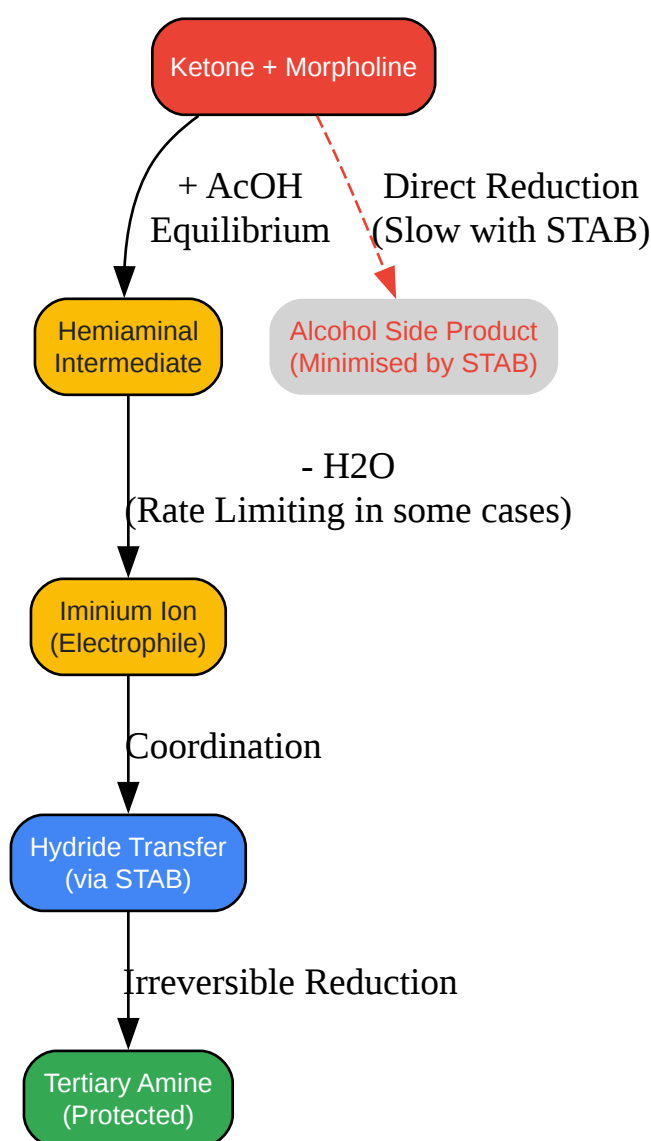 Ketone + Morpholine
+ AcOH
Equilibrium
Direct Reduction
(Slow with STAB)
Hemiaminal
Intermediate
Alcohol Side Product
(Minimised by STAB)
- H2O
(Rate Limiting in some cases)
Iminium Ion
(Electrophile)
Coordination
Hydride Transfer
(via STAB)
Irreversible Reduction
Tertiary Amine
(Protected)